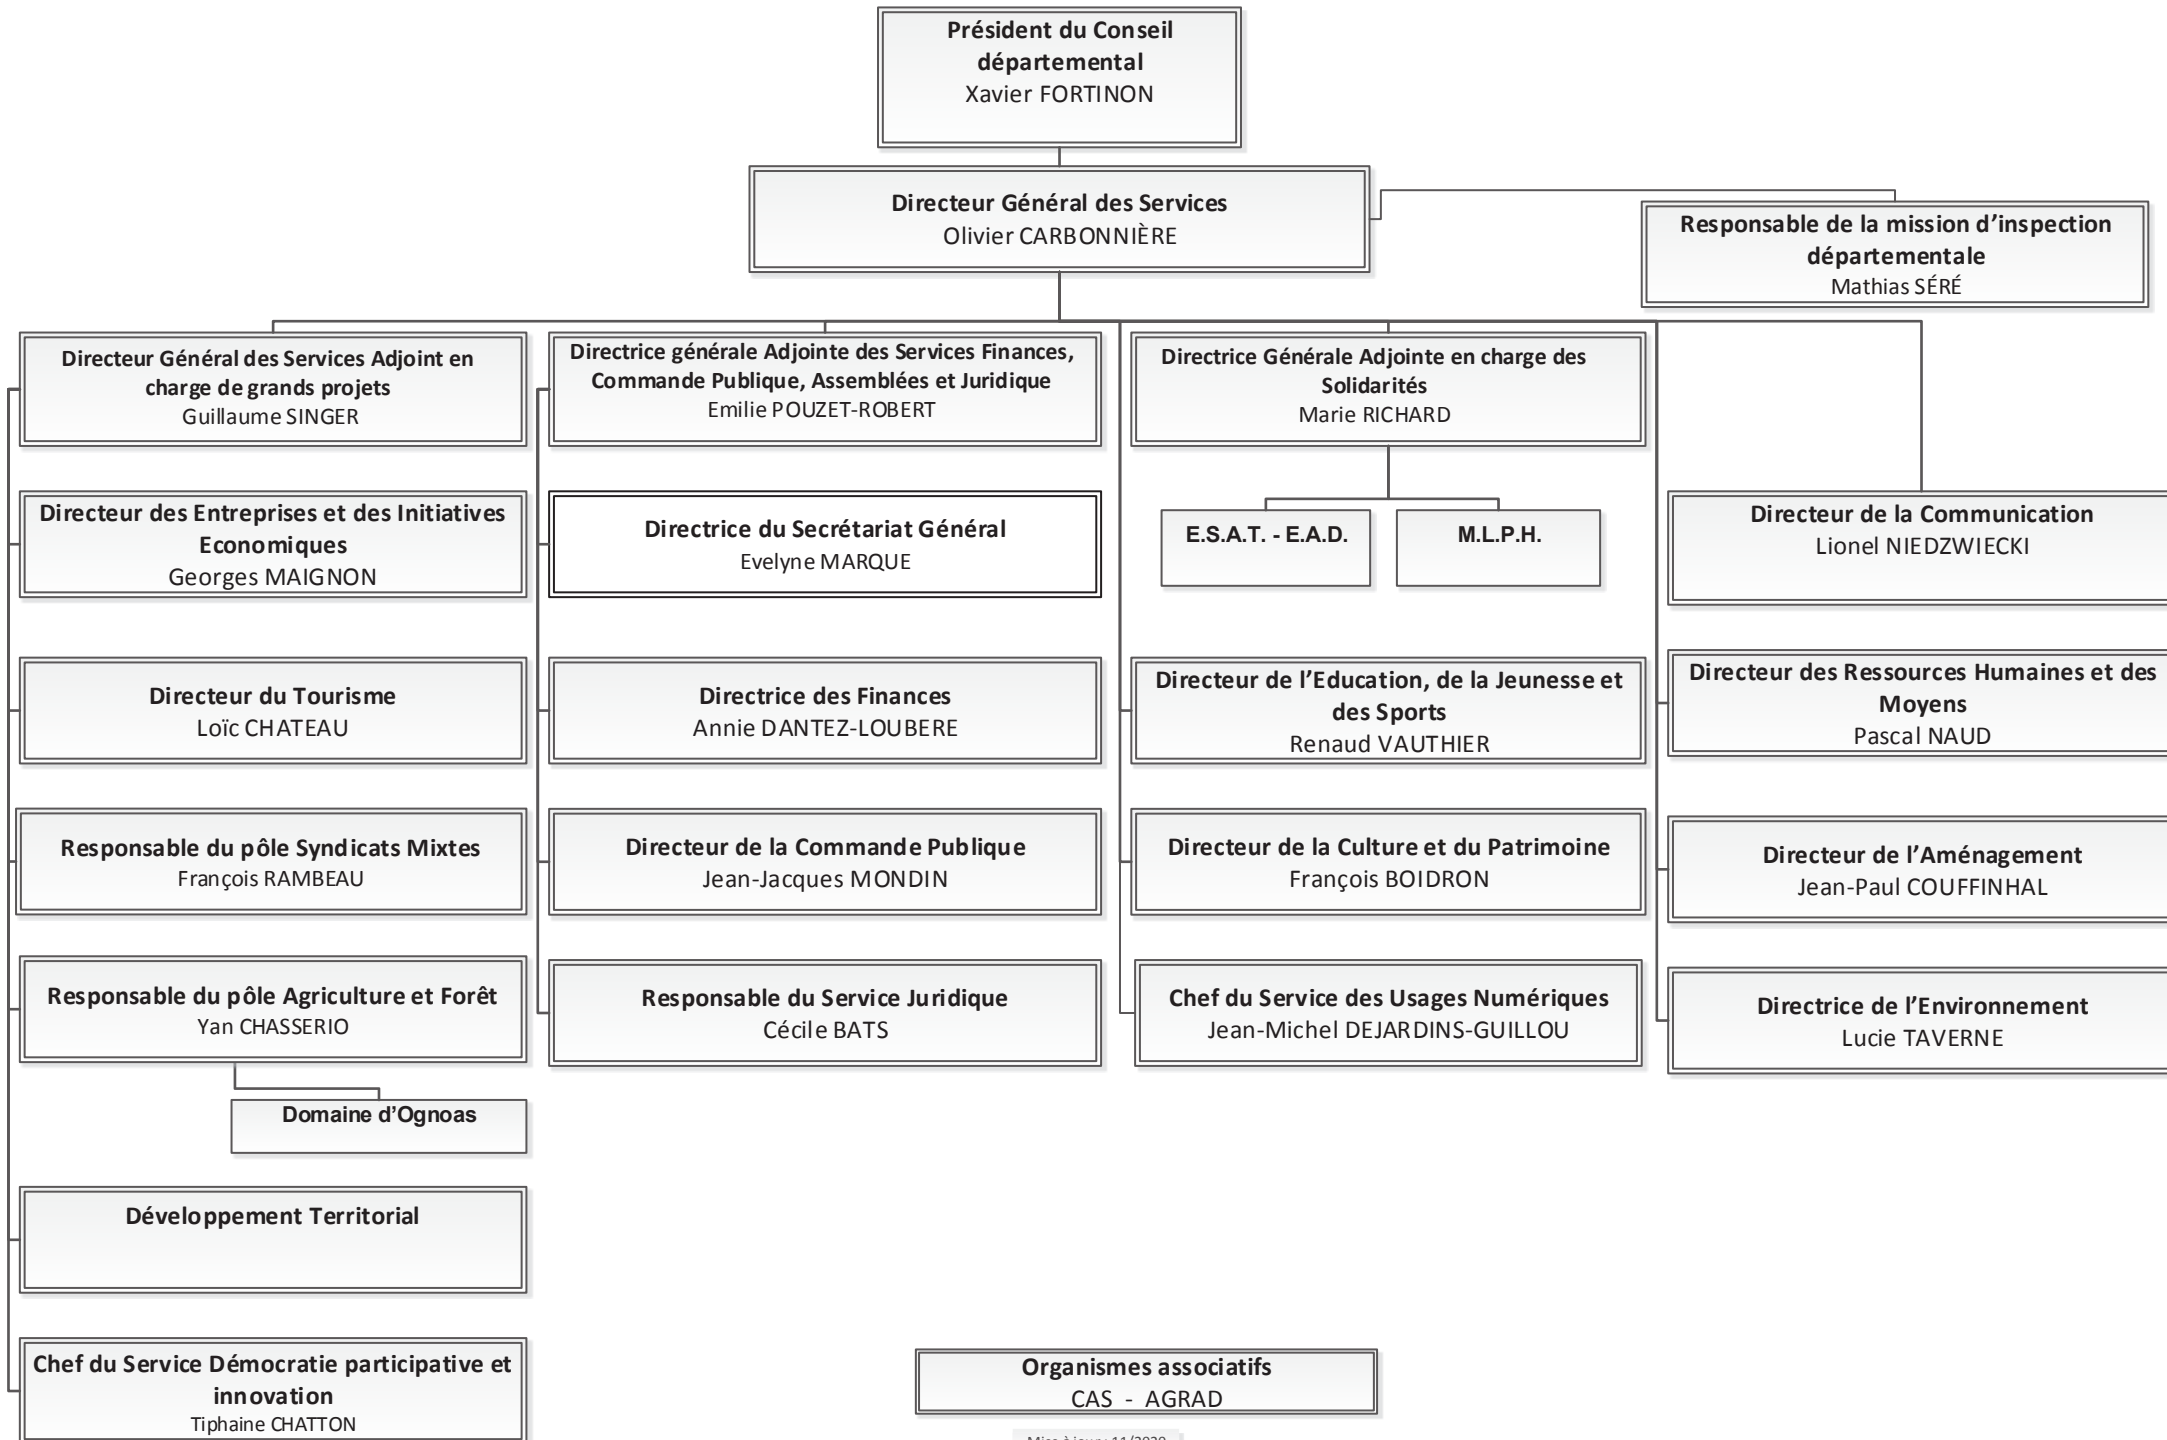 Président du Conseil
départemental
Xavier FORTINON
Directeur Général des Services
Olivier CARBONNIÈRE
Responsable de la mission d’inspection
départementale
Mathias SÉRÉ
Directeur Général des Services Adjoint en
charge de grands projets
Guillaume SINGER
Directrice générale Adjointe des Services Finances,
Commande Publique, Assemblées et Juridique
Emilie POUZET-ROBERT
Directrice Générale Adjointe en charge des
Solidarités
Marie RICHARD
Directeur des Entreprises et des Initiatives
Economiques
Georges MAIGNON
Directrice du Secrétariat Général
Evelyne MARQUE
E.S.A.T. - E.A.D.
M.L.P.H.
Directeur de la Communication
Lionel NIEDZWIECKI
Directeur du Tourisme
Loïc CHATEAU
Directrice des Finances
Annie DANTEZ-LOUBERE
Directeur de l’Education, de la Jeunesse et
des Sports
Renaud VAUTHIER
Directeur des Ressources Humaines et des
Moyens
Pascal NAUD
Responsable du pôle Syndicats Mixtes
François RAMBEAU
Directeur de la Commande Publique
Jean-Jacques MONDIN
Directeur de la Culture et du Patrimoine
François BOIDRON
Directeur de l’Aménagement
Jean-Paul COUFFINHAL
Responsable du pôle Agriculture et Forêt
Yan CHASSERIO
Responsable du Service Juridique
Cécile BATS
Chef du Service des Usages Numériques
Jean-Michel DEJARDINS-GUILLOU
Directrice de l’Environnement
Lucie TAVERNE
Domaine d’Ognoas
Développement Territorial
Chef du Service Démocratie participative et
innovation
Tiphaine CHATTON
Organismes associatifs
CAS - AGRAD
Mise à jour : 11/2020